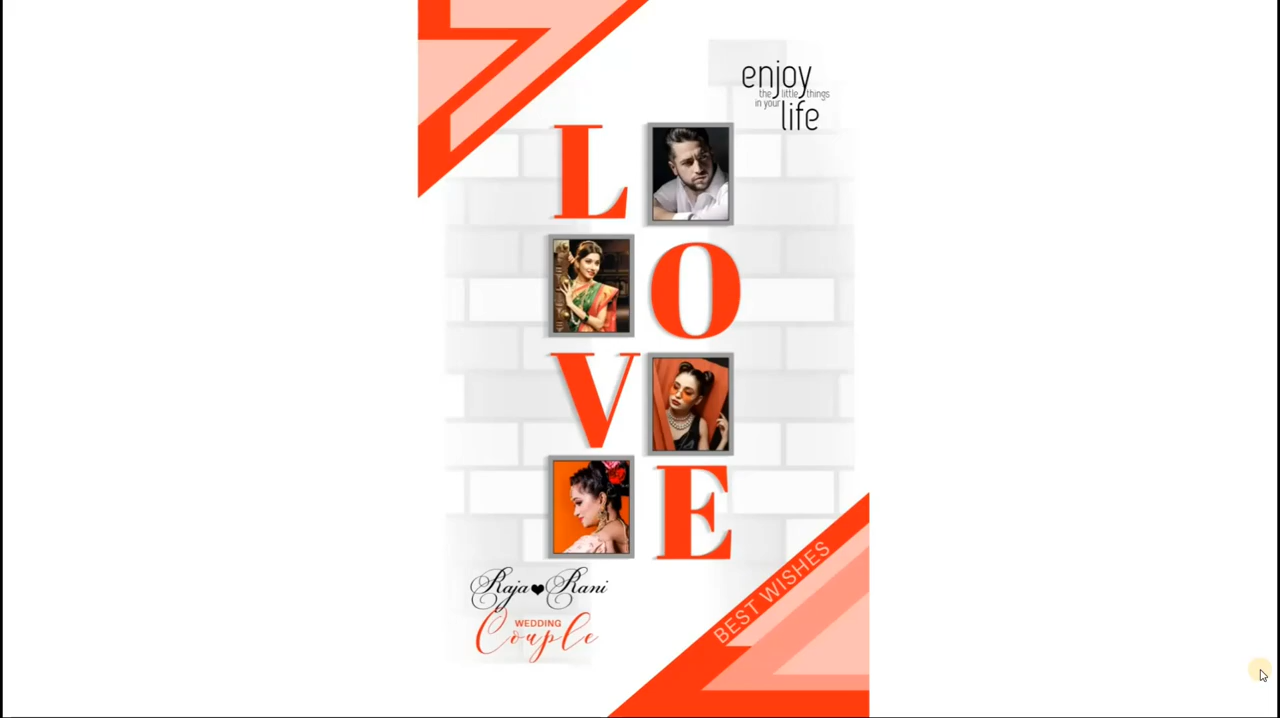 enjoy
the little things
in your
life
L
O
V
E
Raja Rani
WEDDING
Couple
BEST WISHES